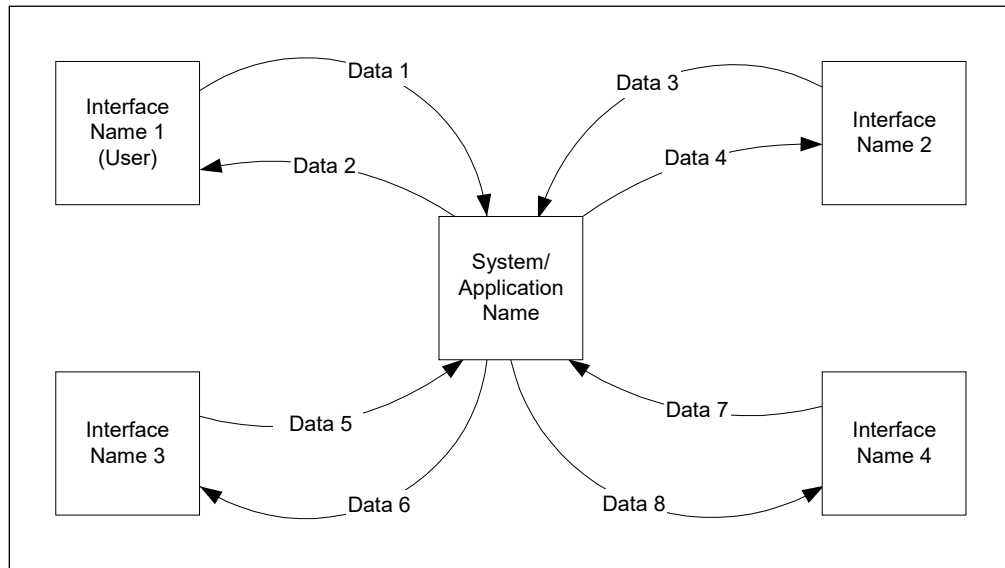 Data 1
Data 3
Interface
Name 1
(User)
Interface
Name 2
Data 2
Data 4
System/
Application
Name
Interface
Name 3
Data 5
Data 7
Interface
Name 4
Data 6
Data 8